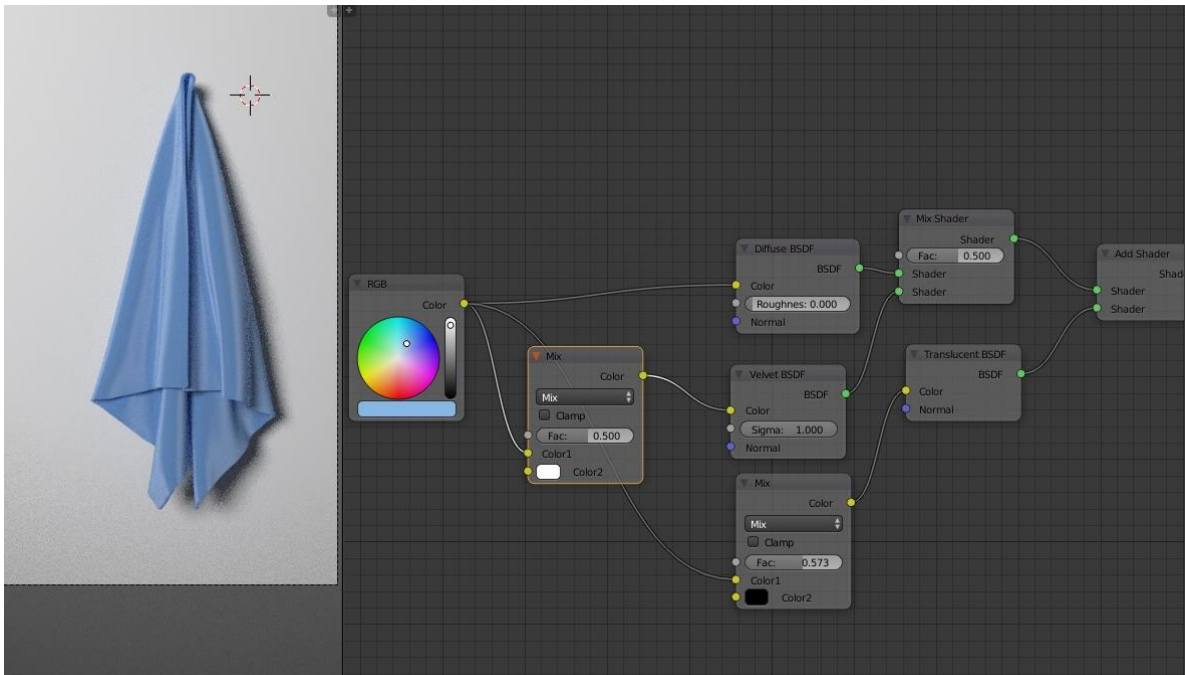 RGB
Color
Mix
Color
Mix
Clamp
Fac: 0.500
Color1
Color2
Diffuse BSDF
BSDF
Color
Roughnes: 0.000
Normal
Velvet BSDF
BSDF
Color
Sigma: 1.000
Normal
Mix
Color
Mix
Clamp
Fac: 0.573
Color1
Color2
Mix Shader
Shader
Fac: 0.500
Shader
Shader
Translucent BSDF
BSDF
Color
Normal
Add Shader
Shad
Shader
Shader